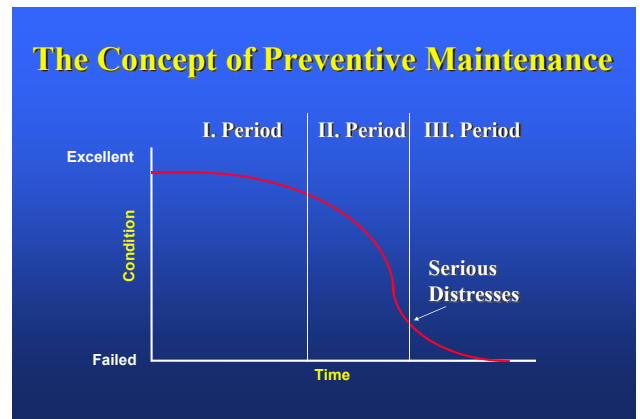 The Concept of Preventive Maintenance
I. Period
II. Period
III. Period
Excellent
Condition
Serious
Distresses
Failed
Time